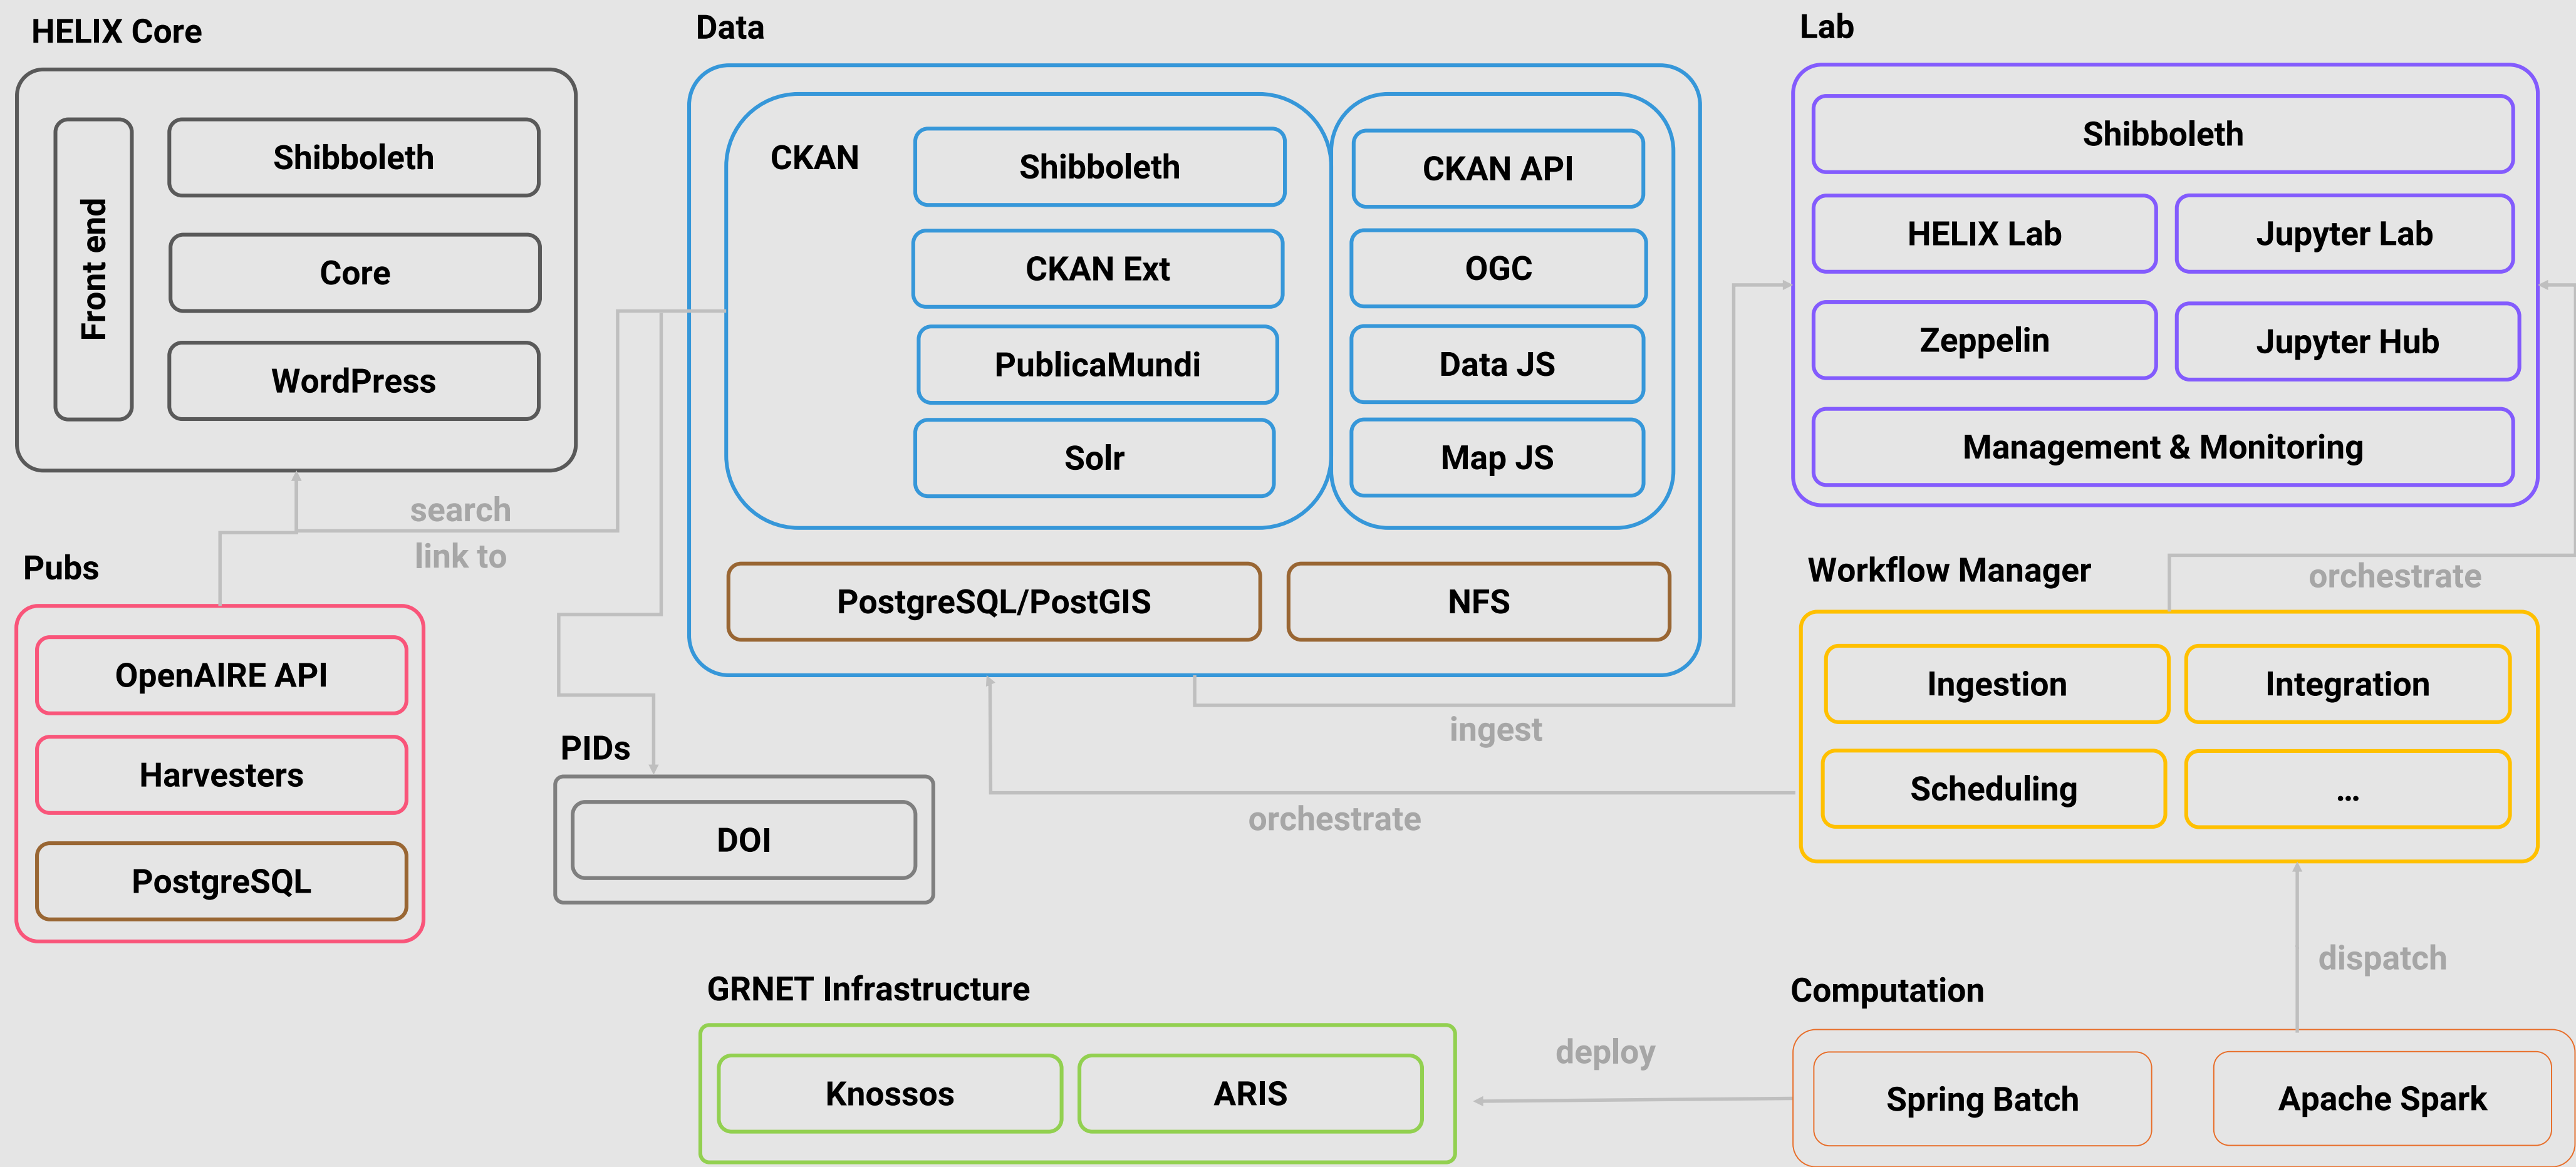 HELIX Core
Front end
Shibboleth
Core
WordPress
search
link to
Pubs
OpenAIRE API
Harvesters
PostgreSQL
PIDs
DOI
Data
CKAN
Shibboleth
CKAN Ext
PublicaMundi
Solr
CKAN API
OGC
Data JS
Map JS
PostgreSQL/PostGIS
NFS
ingest
orchestrate
Lab
Shibboleth
HELIX Lab
Jupyter Lab
Zeppelin
Jupyter Hub
Management & Monitoring
Workflow Manager
orchestrate
Ingestion
Integration
Scheduling
...
dispatch
GRNET Infrastructure
Knossos
ARIS
deploy
Computation
Spring Batch
Apache Spark